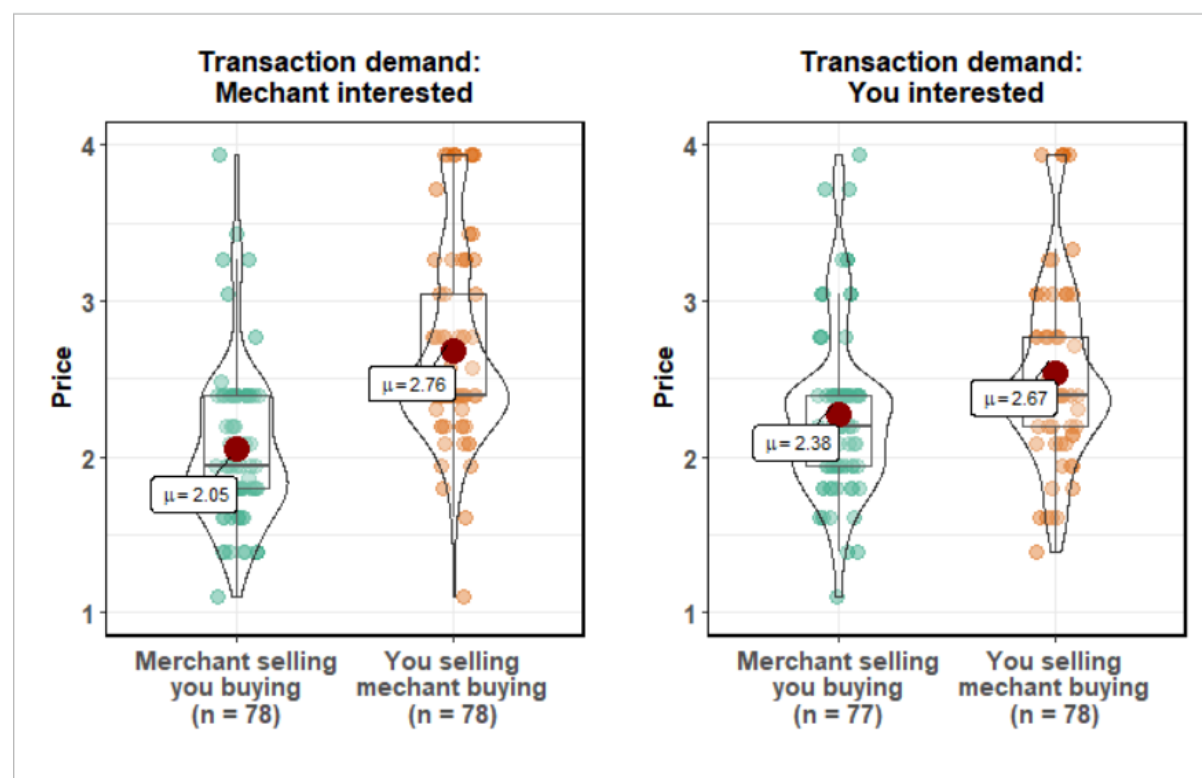 Transaction demand:
Mechant interested
4
3
2
1
Price
μ = 2.05
μ = 2.76
Merchant selling
you buying
(n = 78)
You selling
mechant buying
(n = 78)
Transaction demand:
You interested
4
3
2
1
Price
μ = 2.38
μ = 2.67
Merchant selling
you buying
(n = 77)
You selling
mechant buying
(n = 78)